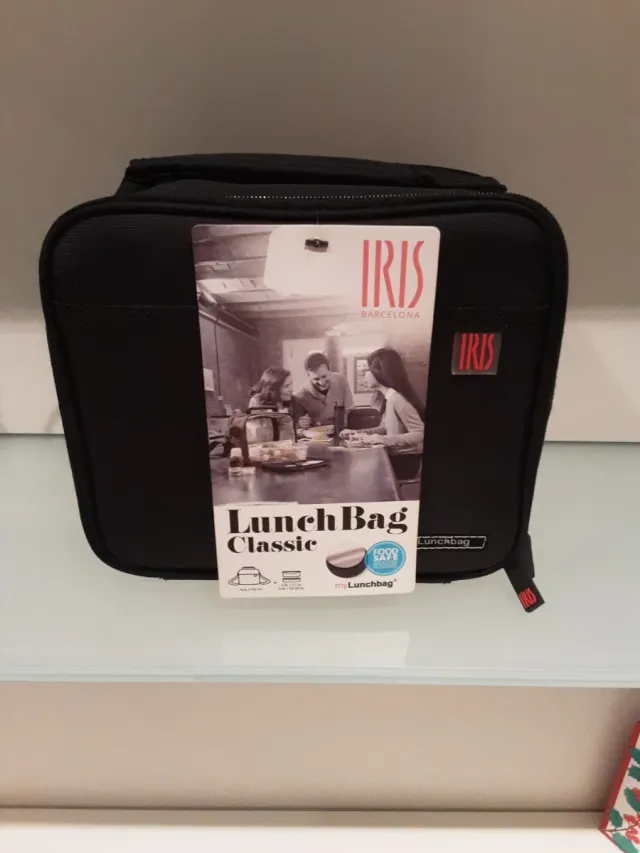 IRIS
BARCELONA
IRIS
LunchBag
Classic
FOOD
SAFE
Lunchbag
myLunchbag®
IRIS